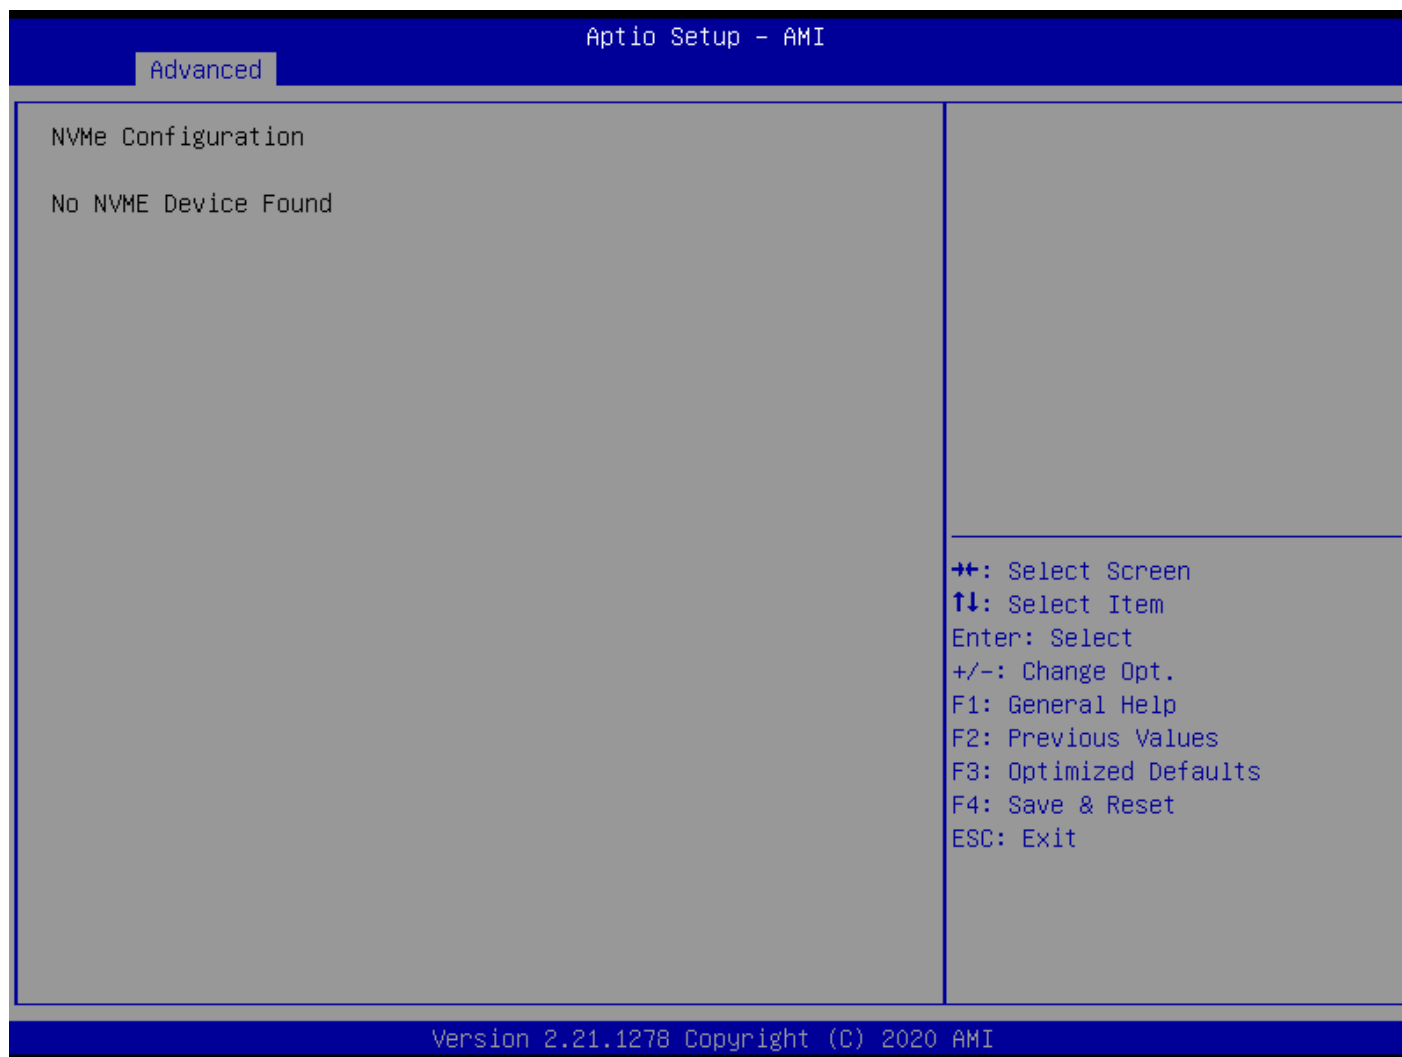 Aptio Setup – AMI
Advanced
NVMe Configuration
No NVME Device Found
→←: Select Screen
↑↓: Select Item
Enter: Select
+/-: Change Opt.
F1: General Help
F2: Previous Values
F3: Optimized Defaults
F4: Save & Reset
ESC: Exit
Version 2.21.1278 Copyright (C) 2020 AMI